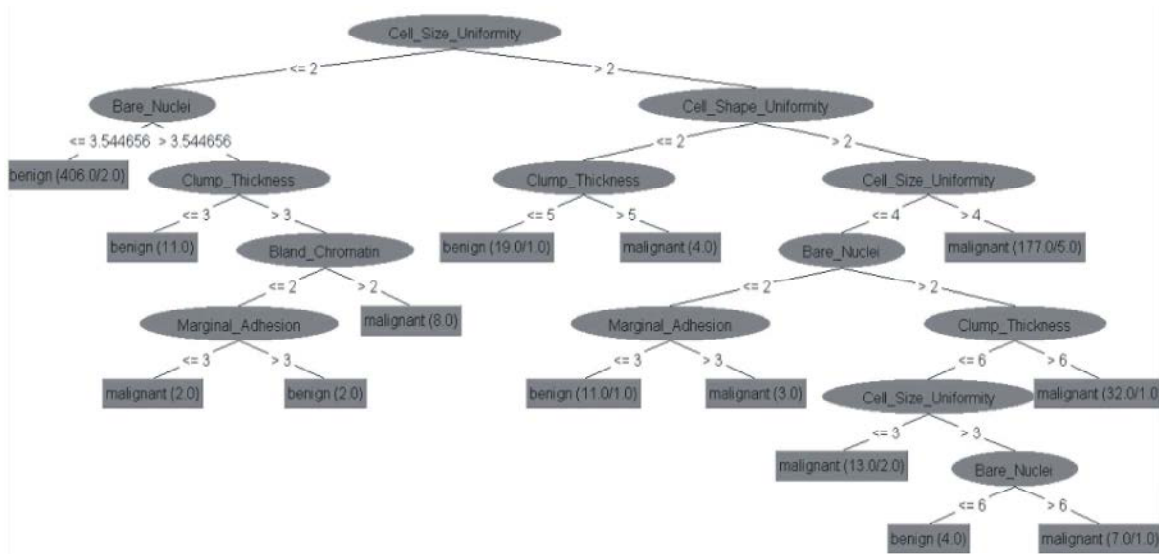 Cell_Size_Uniformity
<= 2
> 2
Bare_Nuclei
Cell_Shape_Uniformity
<= 3.544656
> 3.544656
<= 2
> 2
benign (406.0/2.0)
Clump_Thickness
Clump_Thickness
Cell_Size_Uniformity
<= 3
> 3
<= 5
> 5
<= 4
> 4
benign (11.0)
Bland_Chromatin
benign (19.0/1.0)
malignant (4.0)
Bare_Nuclei
malignant (177.0/5.0)
<= 2
> 2
<= 2
> 2
Marginal_Adhesion
malignant (8.0)
Marginal_Adhesion
Clump_Thickness
<= 3
> 3
<= 3
> 3
<= 6
> 6
malignant (2.0)
benign (2.0)
benign (11.0/1.0)
malignant (3.0)
Cell_Size_Uniformity
malignant (32.0/1.0)
<= 3
> 3
malignant (13.0/2.0)
Bare_Nuclei
<= 6
> 6
benign (4.0)
malignant (7.0/1.0)